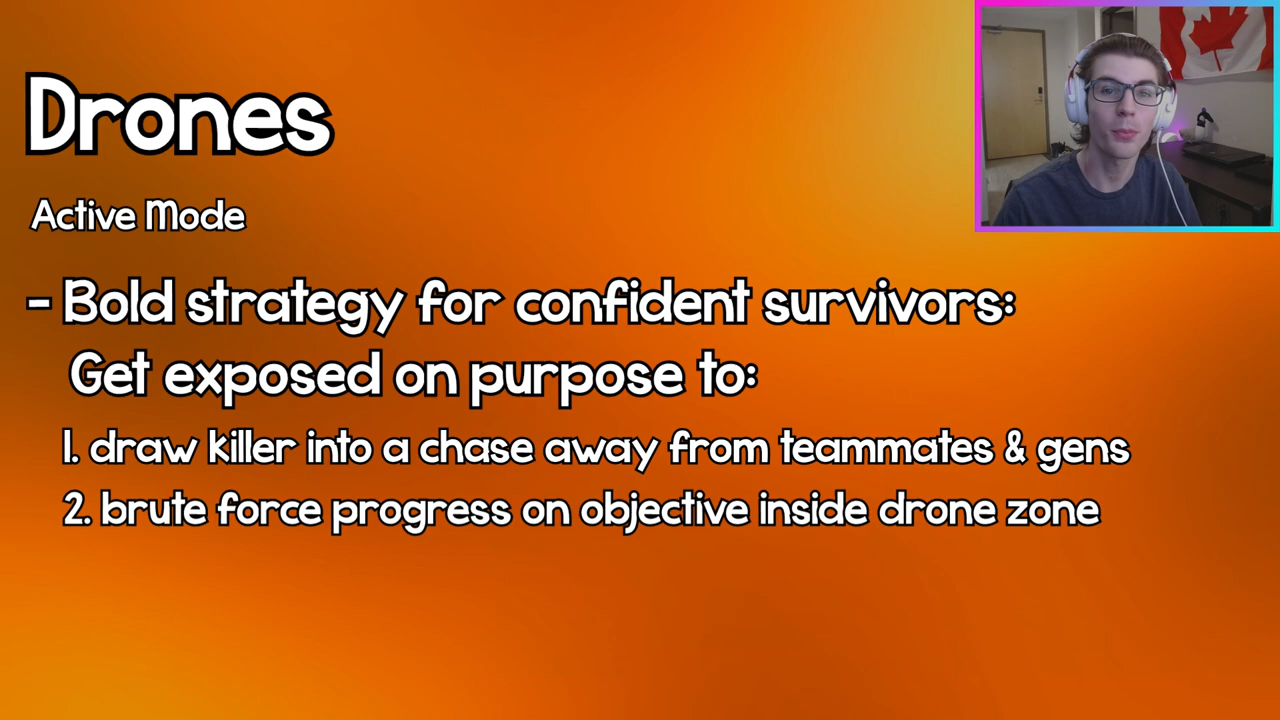 Drones
Active Mode
- Bold strategy for confident survivors:
Get exposed on purpose to:
1. draw killer into a chase away from teammates & gens
2. brute force progress on objective inside drone zone